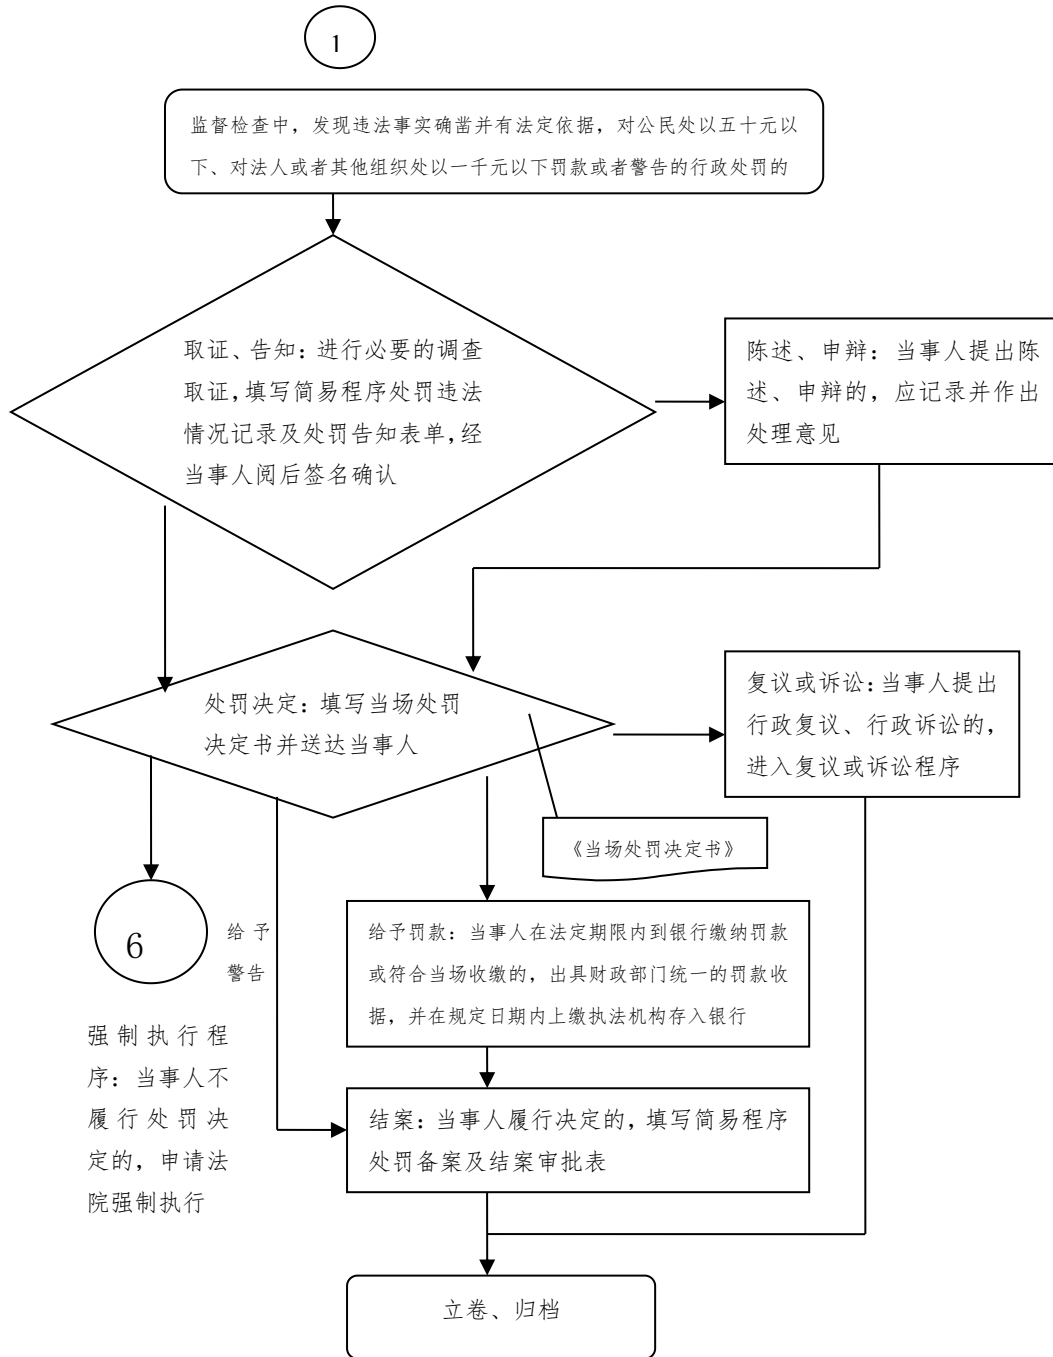 1
监督检查中，发现违法事实确凿并有法定依据，对公民处以五十元以
下、对法人或者其他组织处以一千元以下罚款或者警告的行政处罚的
取证、告知：进行必要的调查
取证，填写简易程序处罚违法
情况记录及处罚告知表单，经
当事人阅后签名确认
陈述、申辩：当事人提出陈
述、申辩的，应记录并作出
处理意见
处罚决定：填写当场处罚
决定书并送达当事人
复议或诉讼：当事人提出
行政复议、行政诉讼的，
进入复议或诉讼程序
《当场处罚决定书》
6
给予
警告
给予罚款：当事人在法定期限内到银行缴纳罚款
或符合当场收缴的，出具财政部门统一的罚款收
据，并在规定日期内上缴执法机构存入银行
强制执行程
序：当事人不
履行处罚决
定的，申请法
院强制执行
结案：当事人履行决定的，填写简易程序
处罚备案及结案审批表
立卷、归档